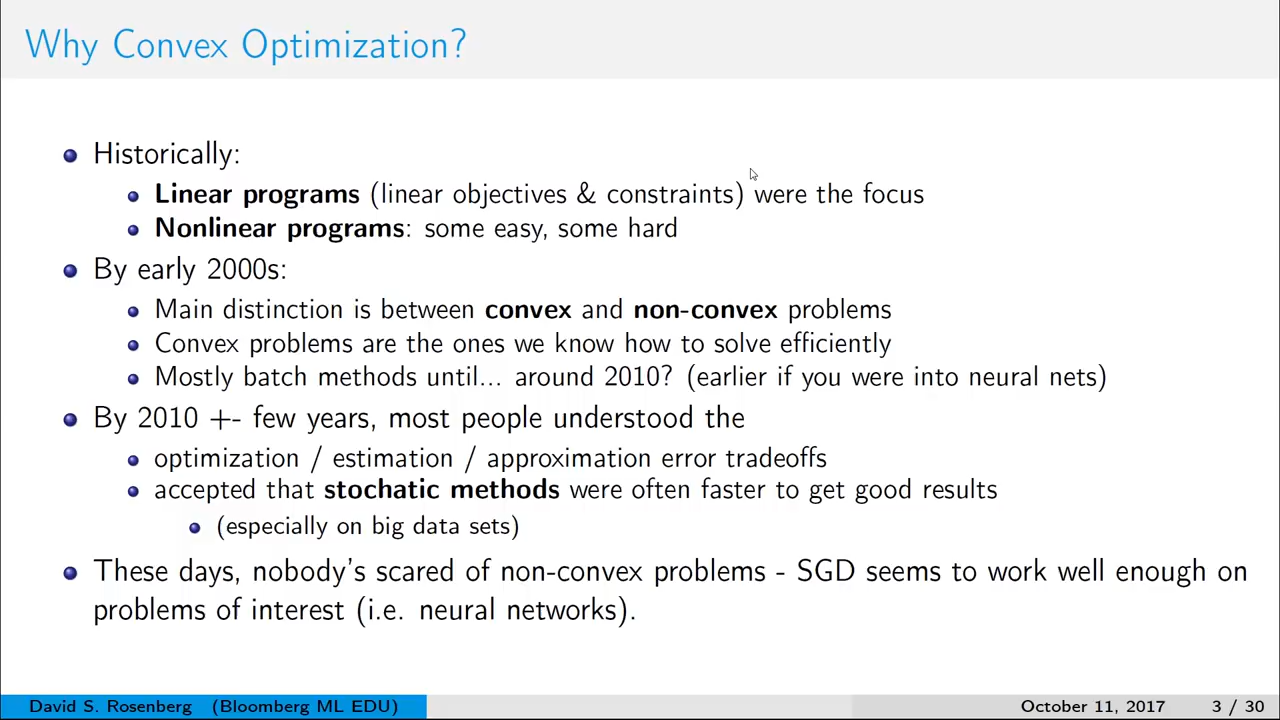 Why Convex Optimization?
Historically:
Linear programs (linear objectives & constraints) were the focus
Nonlinear programs: some easy, some hard
By early 2000s:
Main distinction is between convex and non-convex problems
Convex problems are the ones we know how to solve efficiently
Mostly batch methods until... around 2010? (earlier if you were into neural nets)
By 2010 +- few years, most people understood the
optimization / estimation / approximation error tradeoffs
accepted that stochatic methods were often faster to get good results
(especially on big data sets)
These days, nobody's scared of non-convex problems - SGD seems to work well enough on
problems of interest (i.e. neural networks).
David S. Rosenberg (Bloomberg ML EDU) October 11, 2017 3 / 30